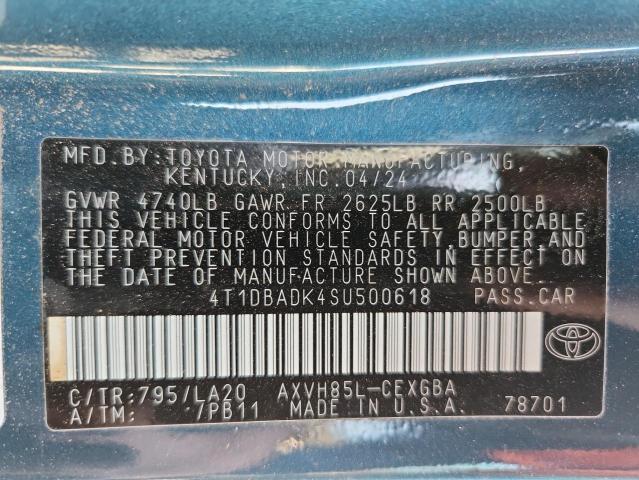 MFD.BY:TOYOTA MOTOR MANUFACTURING,
KENTUCKY,INC.04/24
GVWR 4740LB GAWR FR 2625LB RR 2500LB
THIS VEHICLE CONFORMS TO ALL APPLICABLE
FEDERAL MOTOR VEHICLE SAFETY,BUMPER,AND
THEFT PREVENTION STANDARDS IN EFFECT ON
THE DATE OF MANUFACTURE SHOWN ABOVE.
4T1DBADK4SU500618 PASS.CAR
C/TR:795/LA20 AXVH85L-CEXGBA
A/TM: -/PB11 MADE IN U.S.A. 78701